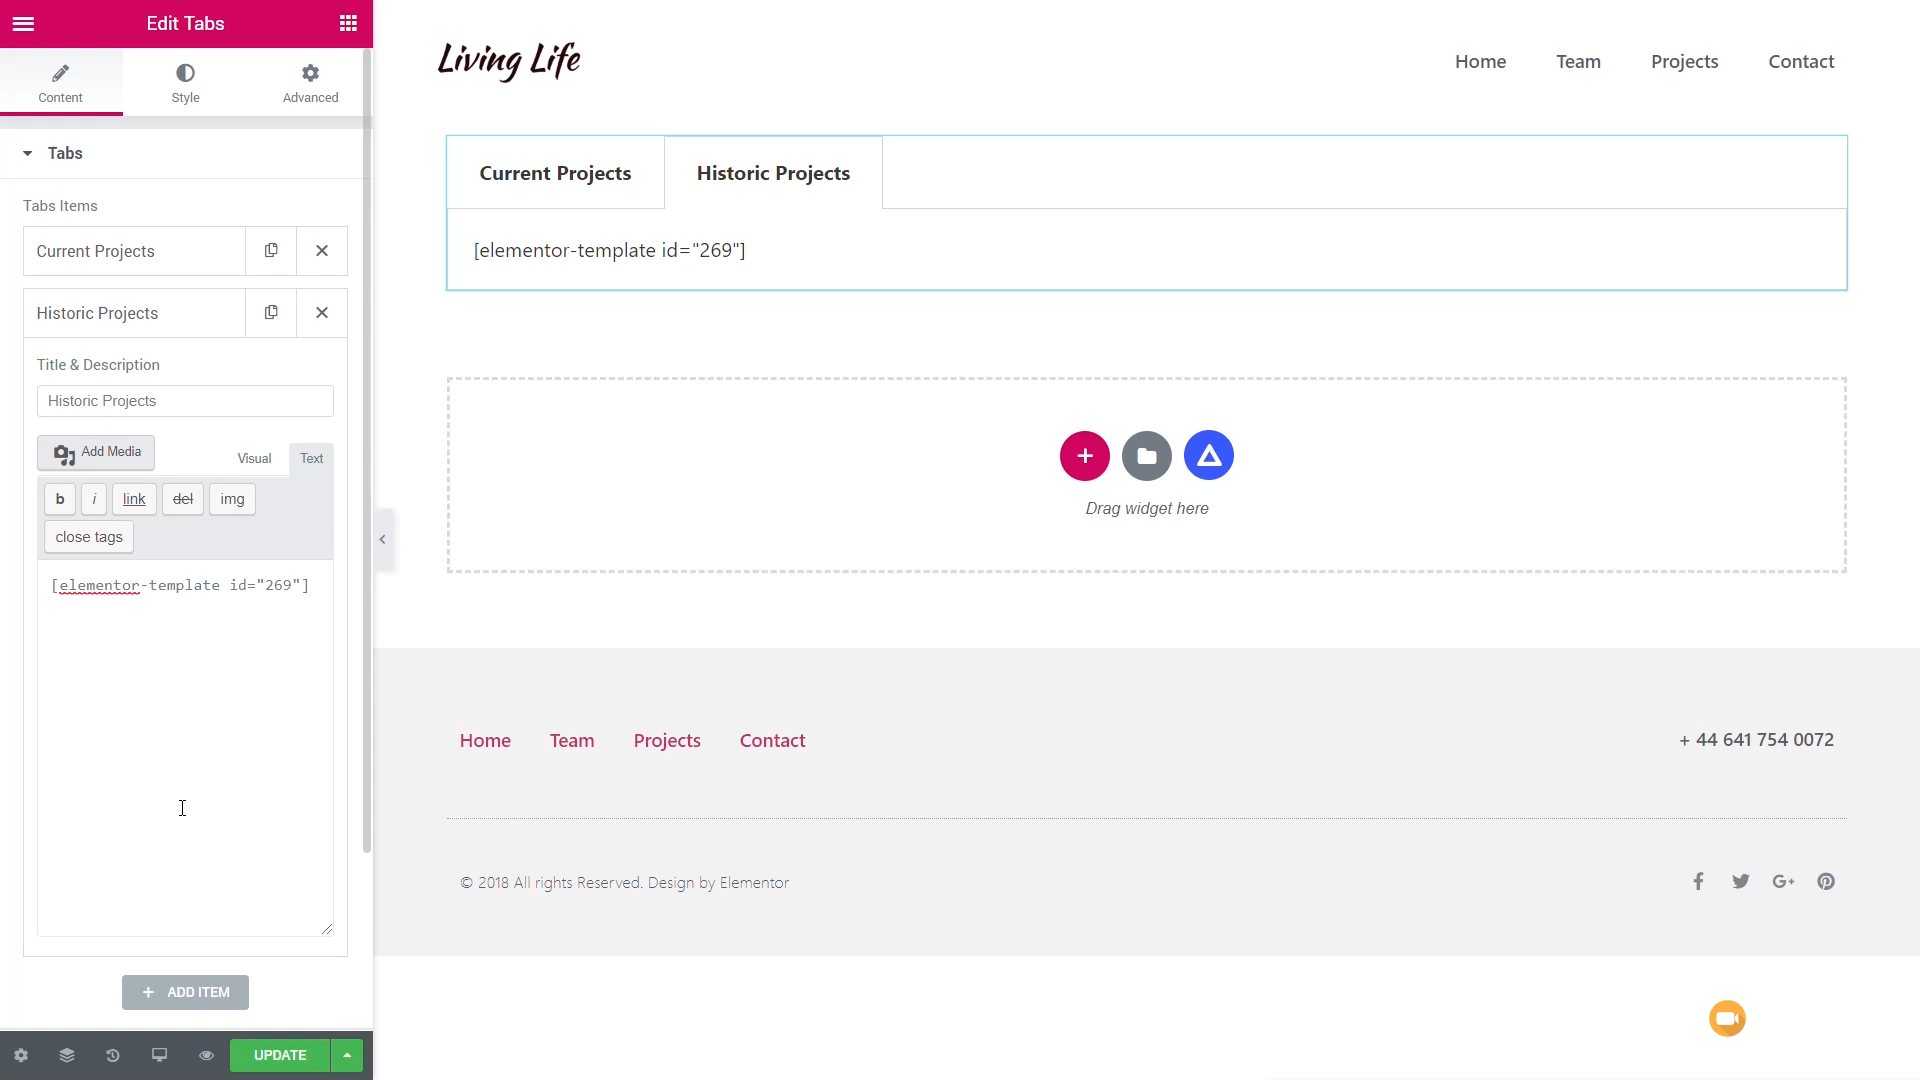 Edit Tabs
Content
Style
Advanced
Tabs
Tabs Items
Current Projects
Historic Projects
Title & Description
Historic Projects
Add Media
Visual
Text
b
i
link
del
img
close tags
[elementor-template id="269"]
ADD ITEM
UPDATE
Living Life
Home
Team
Projects
Contact
Current Projects
Historic Projects
[elementor-template id="269"]
Drag widget here
Home
Team
Projects
Contact
+ 44 641 754 0072
© 2018 All rights Reserved. Design by Elementor